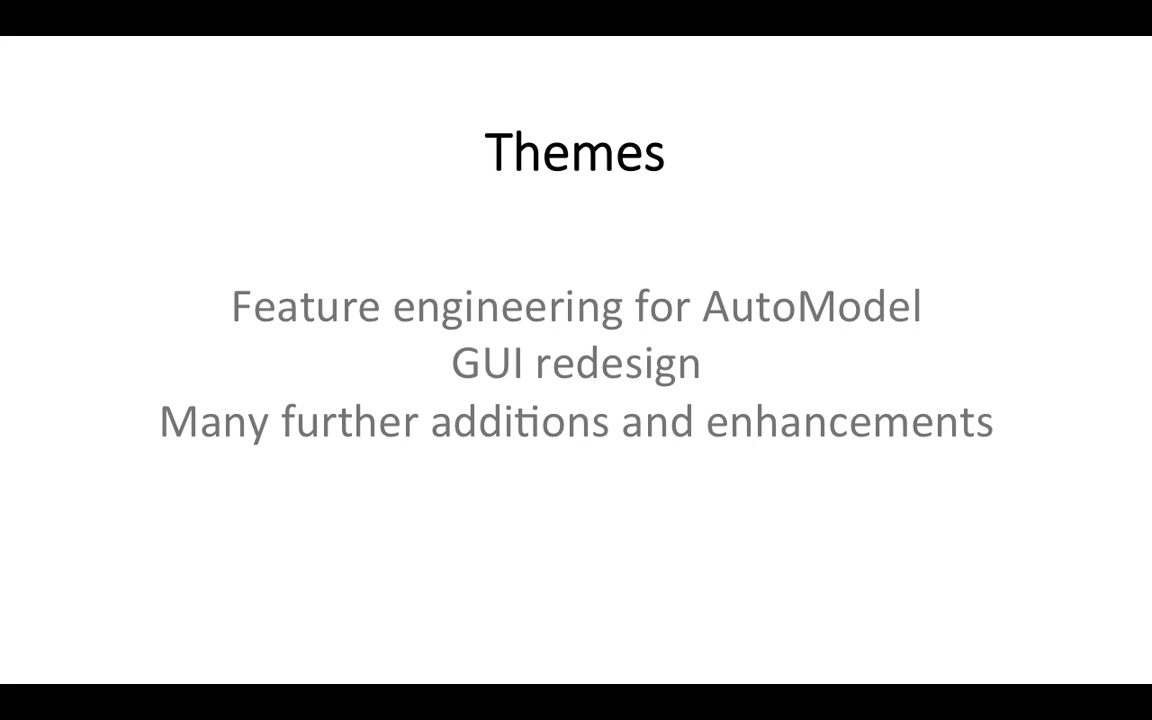 Themes
Feature engineering for AutoModel
GUI redesign
Many further additions and enhancements